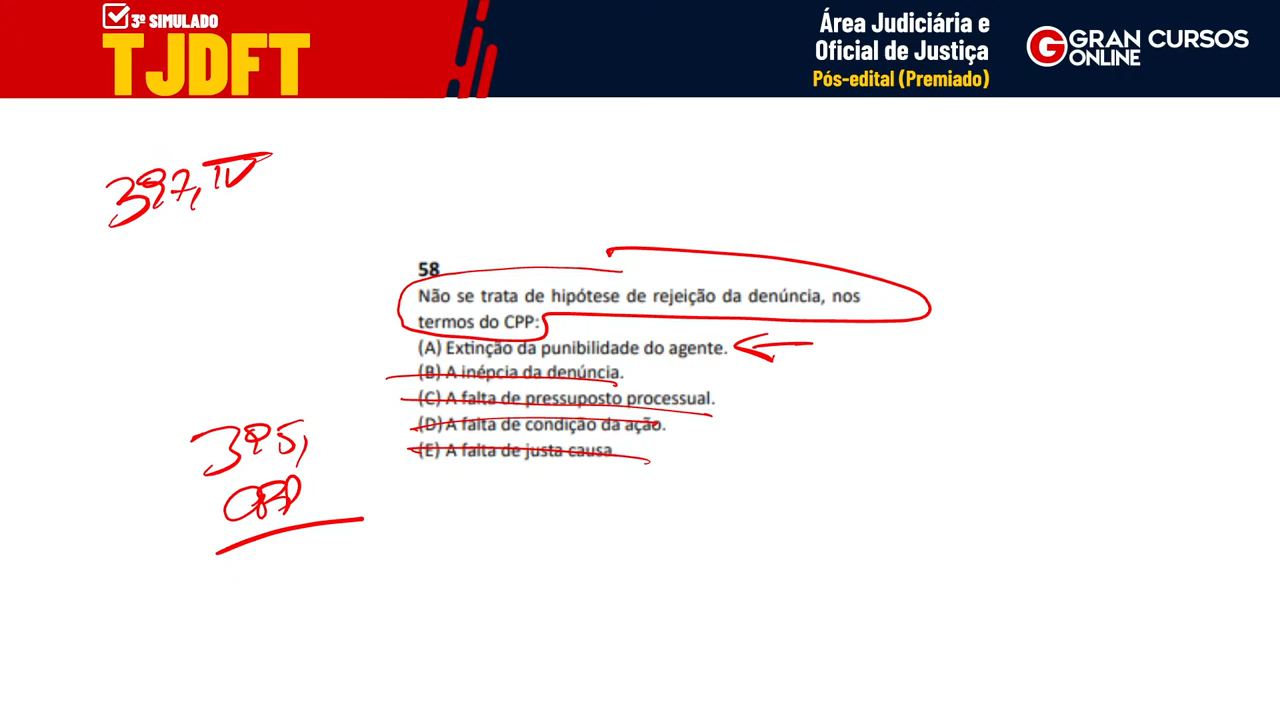 3º SIMULADO
TJDFT
Área Judiciária e
Oficial de Justiça
Pós-edital (Premiado)
GRAN CURSOS
ONLINE
397, IV
58
Não se trata de hipótese de rejeição da denúncia, nos
termos do CPP:
(A) Extinção da punibilidade do agente.
(B) A inépcia da denúncia.
(C) A falta de pressuposto processual.
(D) A falta de condição da ação.
(E) A falta de justa causa.
395,
CPP